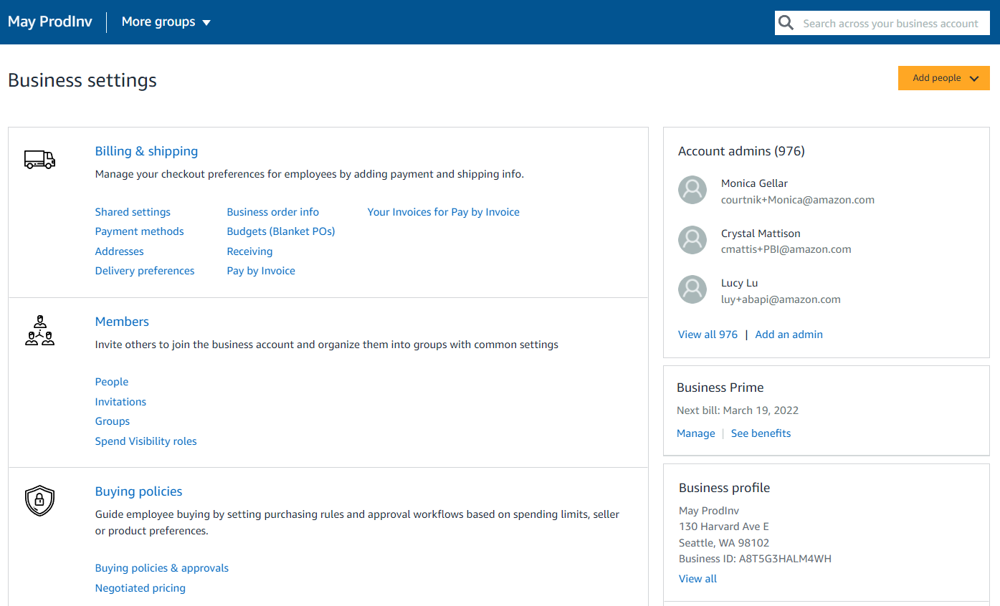 May ProdInv
More groups
Search across your business account
Business settings
Add people
Billing & shipping
Manage your checkout preferences for employees by adding payment and shipping info.
Shared settings
Business order info
Your Invoices for Pay by Invoice
Payment methods
Budgets (Blanket POs)
Addresses
Receiving
Delivery preferences
Pay by Invoice
Members
Invite others to join the business account and organize them into groups with common settings
People
Invitations
Groups
Spend Visibility roles
Buying policies
Guide employee buying by setting purchasing rules and approval workflows based on spending limits, seller
or product preferences.
Buying policies & approvals
Negotiated pricing
Account admins (976)
Monica Gellar
courtnik+Monica@amazon.com
Crystal Mattison
cmattis+PBI@amazon.com
Lucy Lu
luy+abapi@amazon.com
View all 976 | Add an admin
Business Prime
Next bill: March 19, 2022
Manage | See benefits
Business profile
May ProdInv
130 Harvard Ave E
Seattle, WA 98102
Business ID: A8T5G3HALM4WH
View all